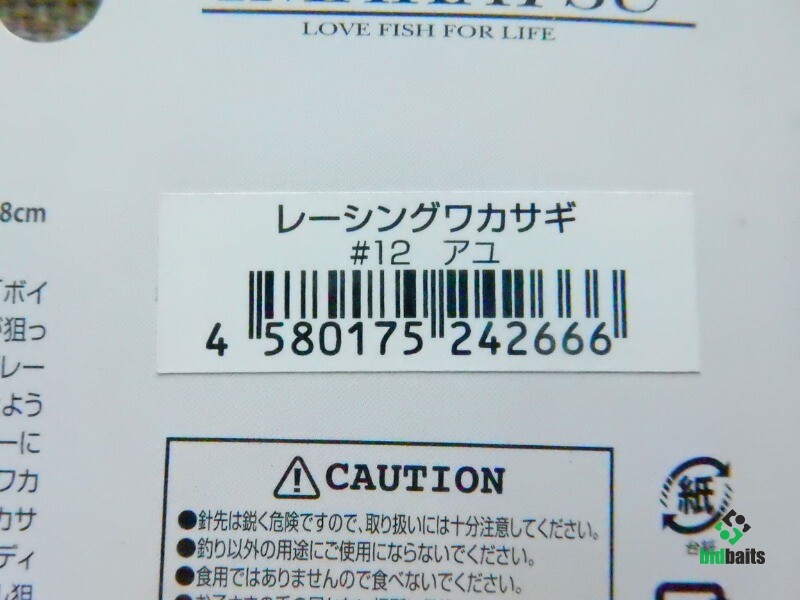 LOVE FISH FOR LIFE
8cm
レーシングワカサギ
#12 アユ
4 580175 242666
ボイ
が狙っ
レー
よう
ーに
ワカ
カサ
ディ
狙
CAUTION
●針先は鋭く危険ですので、取り扱いには十分注意してください。
●釣り以外の用途にご使用にならないでください。
●食用ではありませんので食べないでください。
紙
台紙
bidbaits